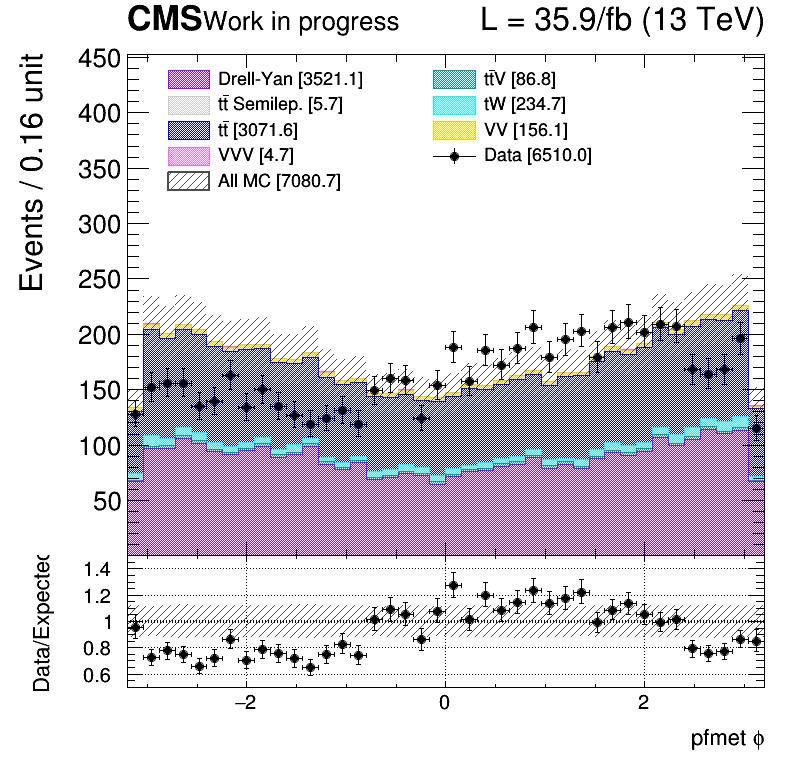 CMS Work in progress L = 35.9/fb (13 TeV)
Events / 0.16 unit
450
400
350
300
250
200
150
100
50
Drell-Yan [3521.1]
tt̄ Semilep. [5.7]
tt̄ [3071.6]
VVV [4.7]
All MC [7080.7]
tt̄V [86.8]
tW [234.7]
VV [156.1]
Data [6510.0]
Data/Expected
1.4
1.2
1
0.8
0.6
−2 0 2
pfmet ϕ